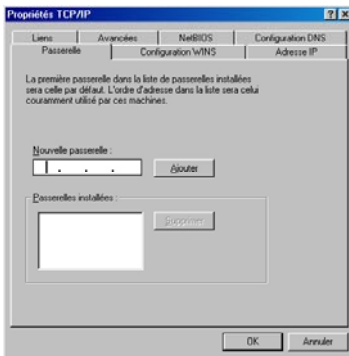 Propriétés TCP/IP
Liens Avancées NetBIOS Configuration DNS
Passerelle Configuration WINS Adresse IP
La première passerelle dans la liste de passerelles installées
sera celle par défaut. L'ordre d'adresse dans la liste sera celui
couramment utilisé par ces machines.
Nouvelle passerelle :
. . .
Ajouter
Passerelles installées :
Supprimer
OK Annuler